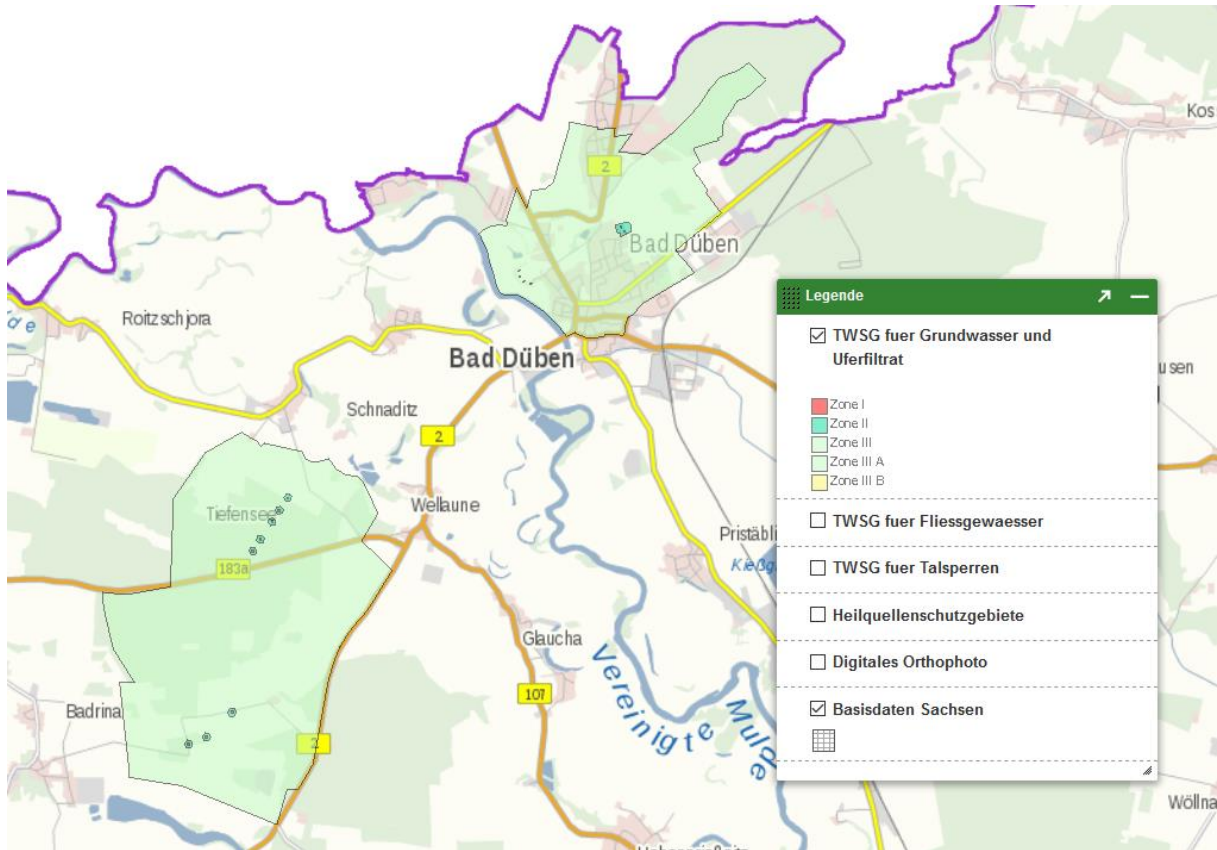 Kos
2
Bad Düben
de
Roitzschjora
Bad Düben
Schnaditz
2
Wellaune
Tiefensee
183a
Pristäbli
Kießg
Glaucha
Vereinigte
Mulde
107
Badrina
2
Wöllna
usen
Legende
TWSG fuer Grundwasser und
Uferfiltrat
Zone I
Zone II
Zone III
Zone III A
Zone III B
TWSG fuer Fliessgewaesser
TWSG fuer Talsperren
Heilquellenschutzgebiete
Digitales Orthophoto
Basisdaten Sachsen